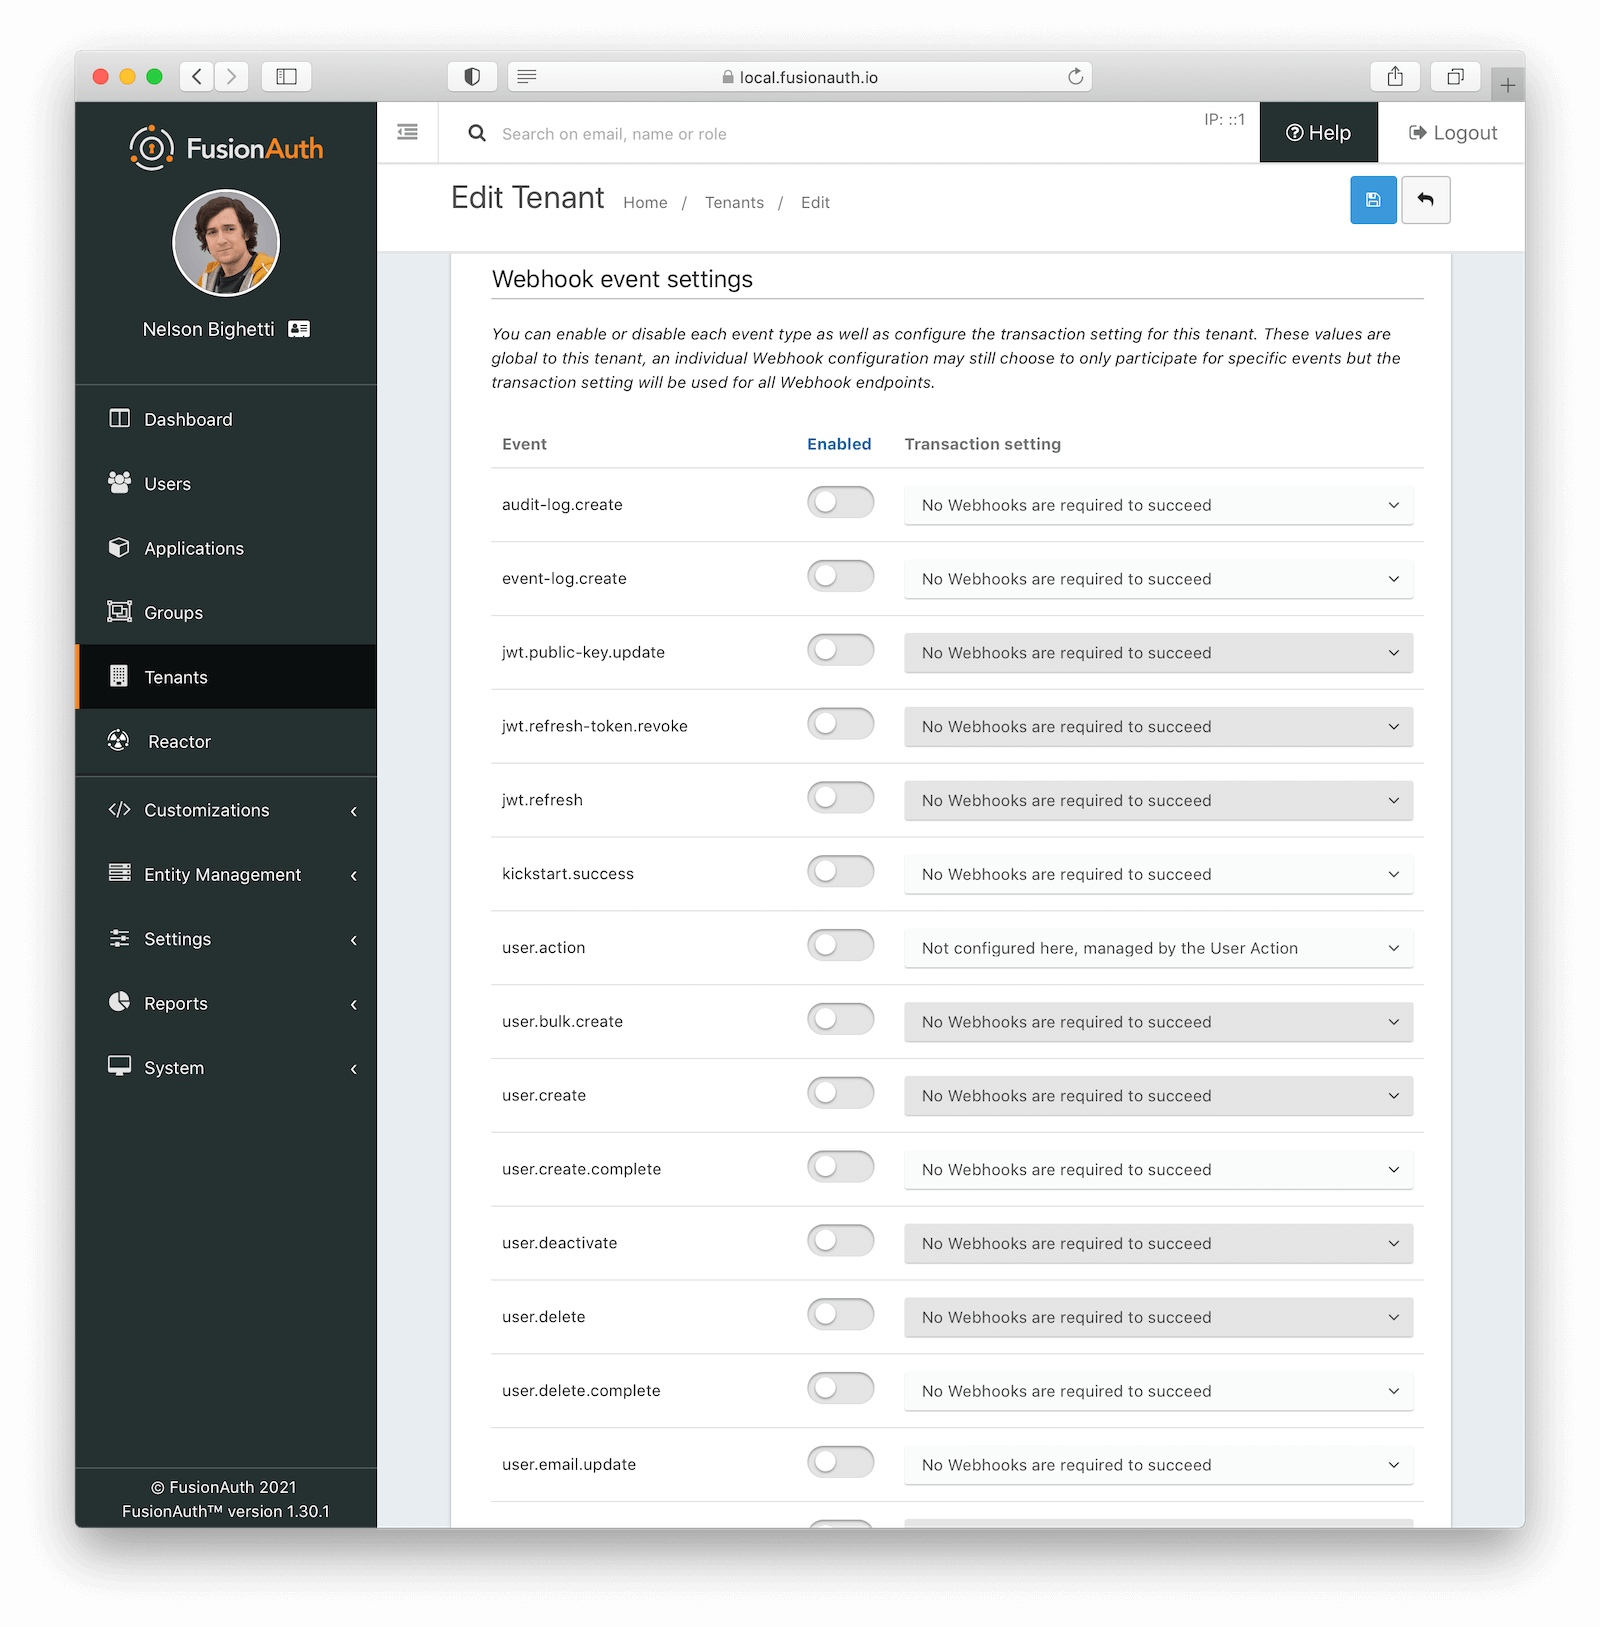 local.fusionauth.io
FusionAuth
Search on email, name or role
IP: ::1
Help
Logout
Edit Tenant
Home / Tenants / Edit
Nelson Bighetti
Dashboard
Users
Applications
Groups
Tenants
Reactor
Customizations
Entity Management
Settings
Reports
System
© FusionAuth 2021
FusionAuth™ version 1.30.1
Webhook event settings
You can enable or disable each event type as well as configure the transaction setting for this tenant. These values are
global to this tenant, an individual Webhook configuration may still choose to only participate for specific events but the
transaction setting will be used for all Webhook endpoints.
Event Enabled Transaction setting
audit-log.create No Webhooks are required to succeed
event-log.create No Webhooks are required to succeed
jwt.public-key.update No Webhooks are required to succeed
jwt.refresh-token.revoke No Webhooks are required to succeed
jwt.refresh No Webhooks are required to succeed
kickstart.success No Webhooks are required to succeed
user.action Not configured here, managed by the User Action
user.bulk.create No Webhooks are required to succeed
user.create No Webhooks are required to succeed
user.create.complete No Webhooks are required to succeed
user.deactivate No Webhooks are required to succeed
user.delete No Webhooks are required to succeed
user.delete.complete No Webhooks are required to succeed
user.email.update No Webhooks are required to succeed